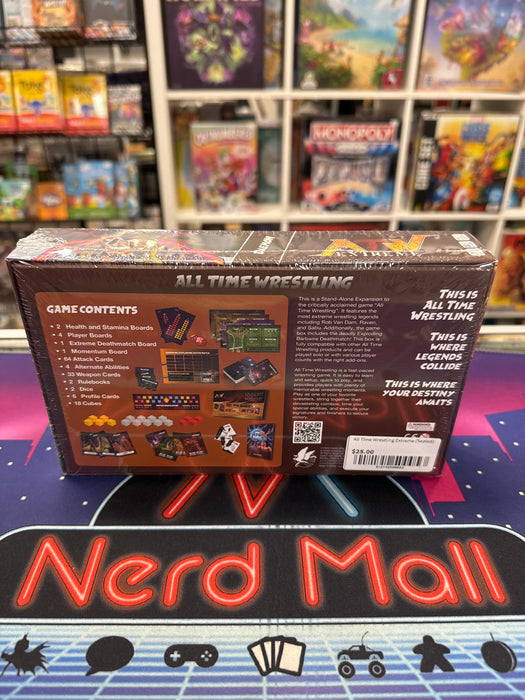 MONOPOLY
EXTREME
ALL TIME WRESTLING
GAME CONTENTS
• 2 Health and Stamina Boards
• 4 Player Boards
• 1 Extreme Deathmatch Board
• 1 Momentum Board
• 64 Attack Cards
• 4 Alternate Abilities
• 13 Weapon Cards
• 2 Rulebooks
• 2 Dice
• 5 Profile Cards
• 16 Cubes
This is a Stand-Alone Expansion
to the critically acclaimed game "All
Time Wrestling". It features the
most extreme wrestling legends
including Rob Van Dam, Raven,
and Sabu. Additionally, the game
box includes the deadly Exploding
Barbwire Deathmatch! This box is
fully compatible with other All Time
Wrestling products and can be
played solo or with various player
counts with the right add-ons.
All Time Wrestling is a fast paced
wrestling game. It is easy to learn
and setup, quick to play, and
provides players with many
memorable wrestling moments.
Play as one of your favorite
wrestlers, string together their
devastating combos, time your
special abilities, and execute your
signatures and finishers to secure
victory.
THIS IS
ALL TIME
WRESTLING
THIS IS
WHERE
LEGENDS
COLLIDE
THIS IS WHERE
YOUR DESTINY
AWAITS
All Time Wrestling Extreme (Sealed)
$25.00
Nerd Mall